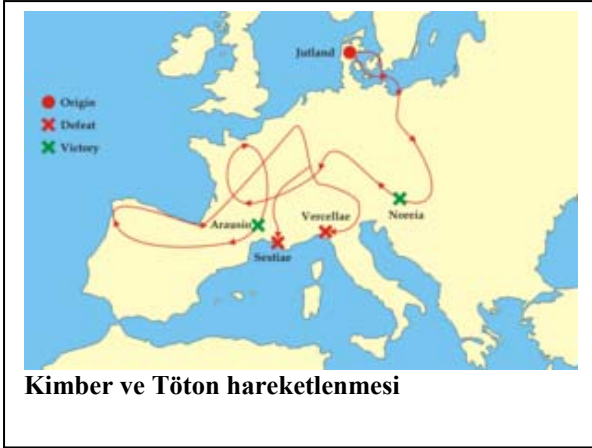 Jutland
Origin
Defeat
Victory
Arausio
Vercellae
Noreia
Sextiae
Kimber ve Töton hareketlenmesi